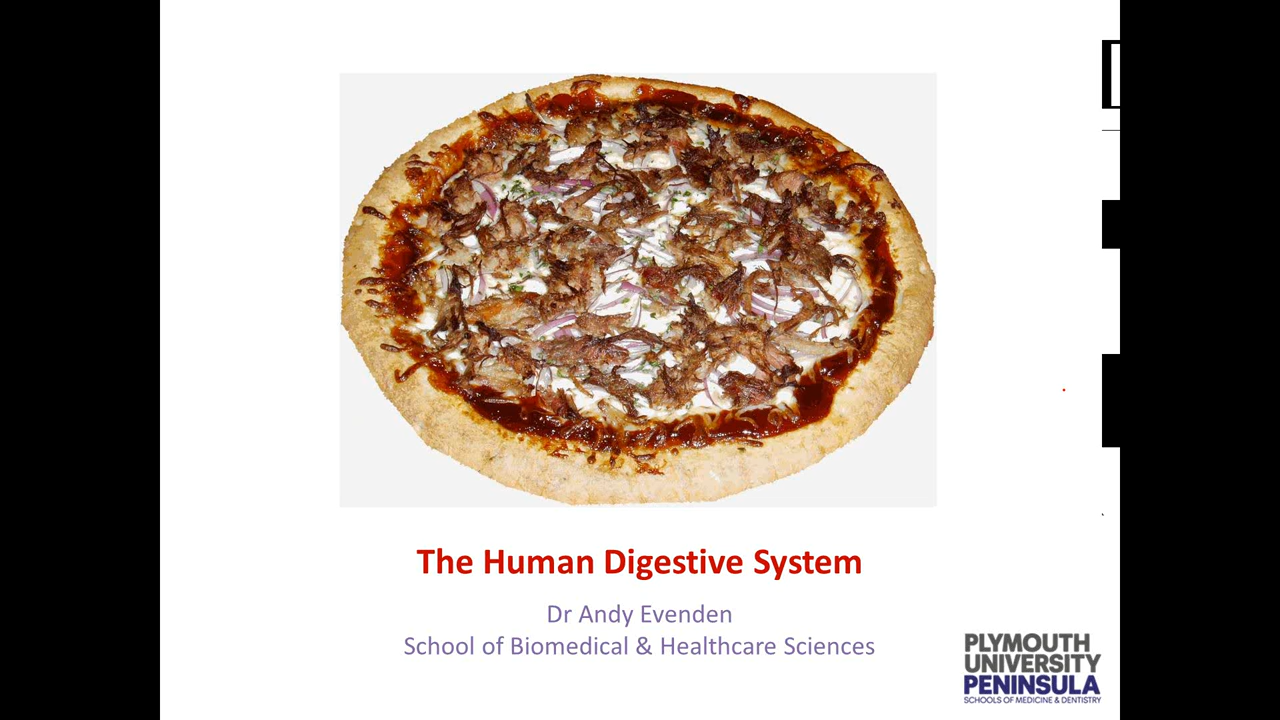 The Human Digestive System
Dr Andy Evenden
School of Biomedical & Healthcare Sciences
PLYMOUTH
UNIVERSITY
PENINSULA
SCHOOLS OF MEDICINE & DENTISTRY